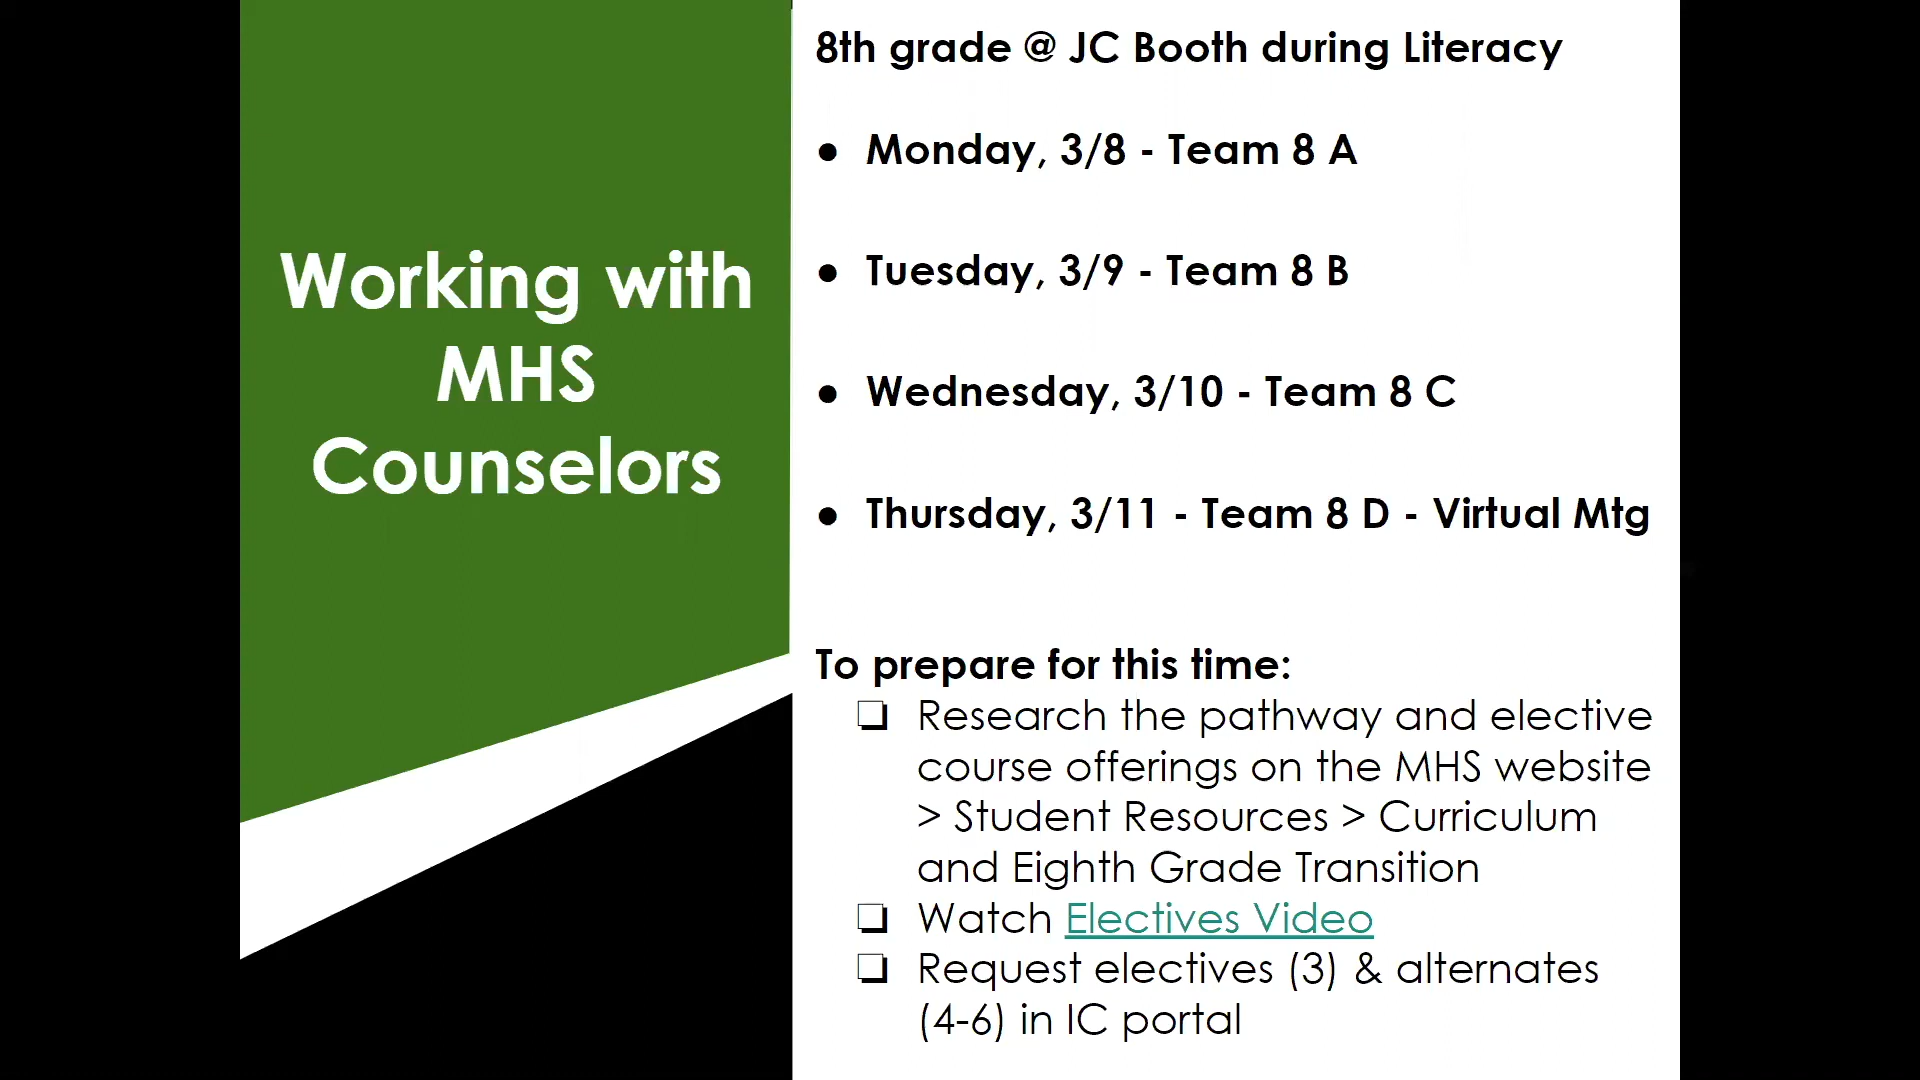 Working with
MHS
Counselors
8th grade @ JC Booth during Literacy
● Monday, 3/8 - Team 8 A
● Tuesday, 3/9 - Team 8 B
● Wednesday, 3/10 - Team 8 C
● Thursday, 3/11 - Team 8 D - Virtual Mtg
To prepare for this time:
❏ Research the pathway and elective
course offerings on the MHS website
> Student Resources > Curriculum
and Eighth Grade Transition
❏ Watch Electives Video
❏ Request electives (3) & alternates
(4-6) in IC portal